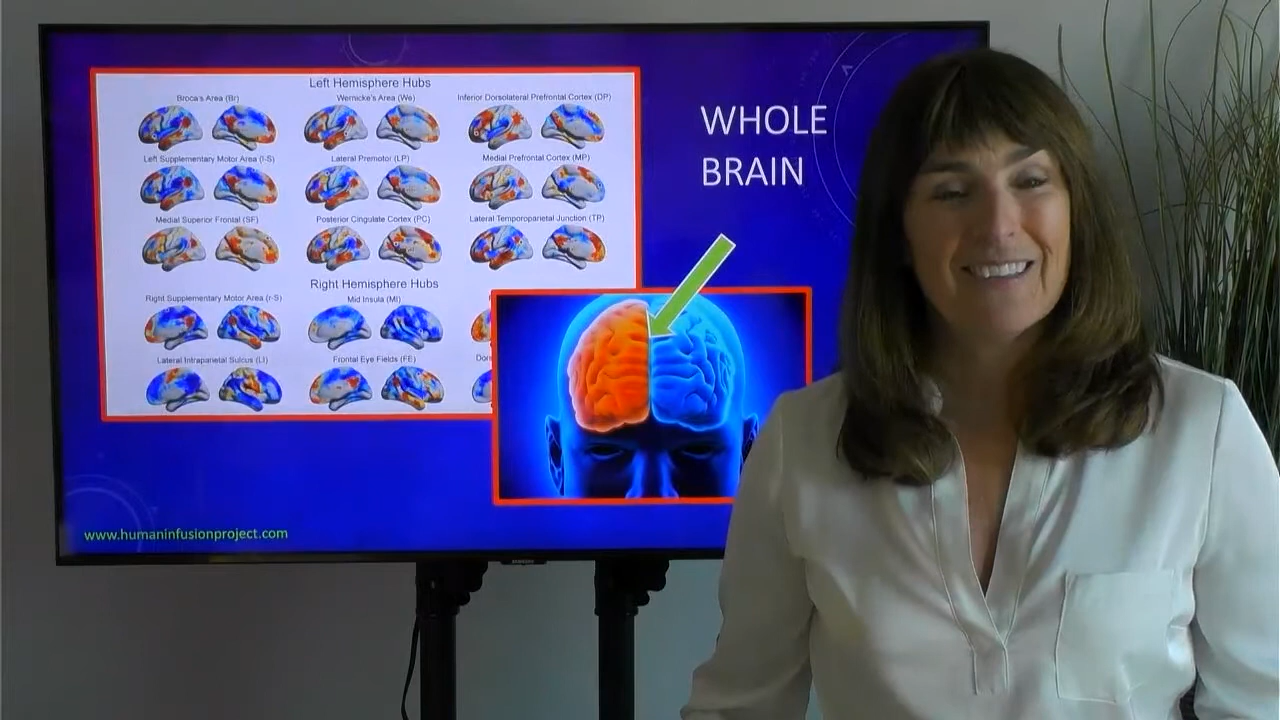 Left Hemisphere Hubs
Broca's Area (Br)
Wernicke's Area (We)
Inferior Dorsolateral Prefrontal Cortex (DP)
Left Supplementary Motor Area (l-S)
Lateral Premotor (LP)
Medial Prefrontal Cortex (MP)
Medial Superior Frontal (SF)
Posterior Cingulate Cortex (PC)
Lateral Temporoparietal Junction (TP)
Right Hemisphere Hubs
Right Supplementary Motor Area (r-S)
Mid Insula (MI)
Lateral Intraparietal Sulcus (LI)
Frontal Eye Fields (FE)
WHOLE
BRAIN
www.humaninfusionproject.com